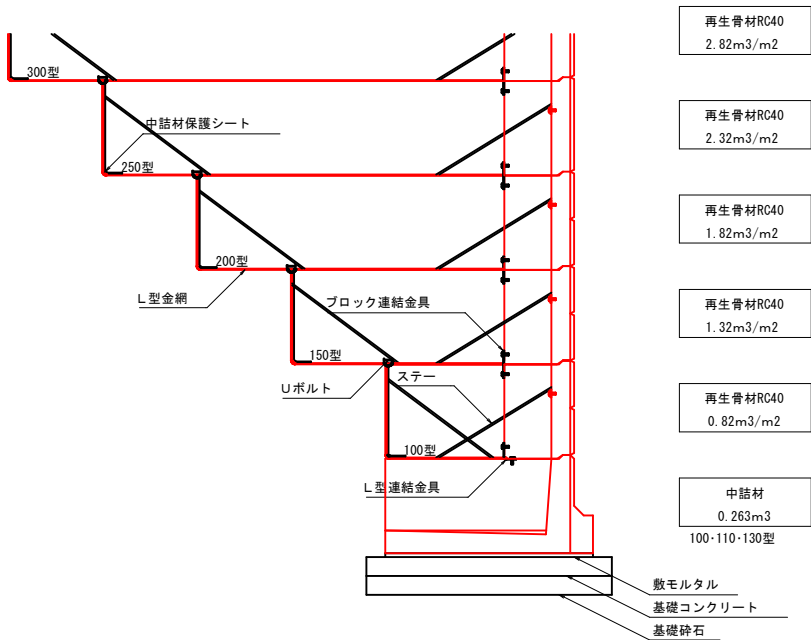 再生骨材RC40
2.82m3/m2
300型
再生骨材RC40
2.32m3/m2
中詰材保護シート
250型
再生骨材RC40
1.82m3/m2
200型
L型金網
ブロック連結金具
再生骨材RC40
1.32m3/m2
150型
Uボルト
ステー
再生骨材RC40
0.82m3/m2
100型
L型連結金具
中詰材
0.263m3
100・110・130型
敷モルタル
基礎コンクリート
基礎砕石